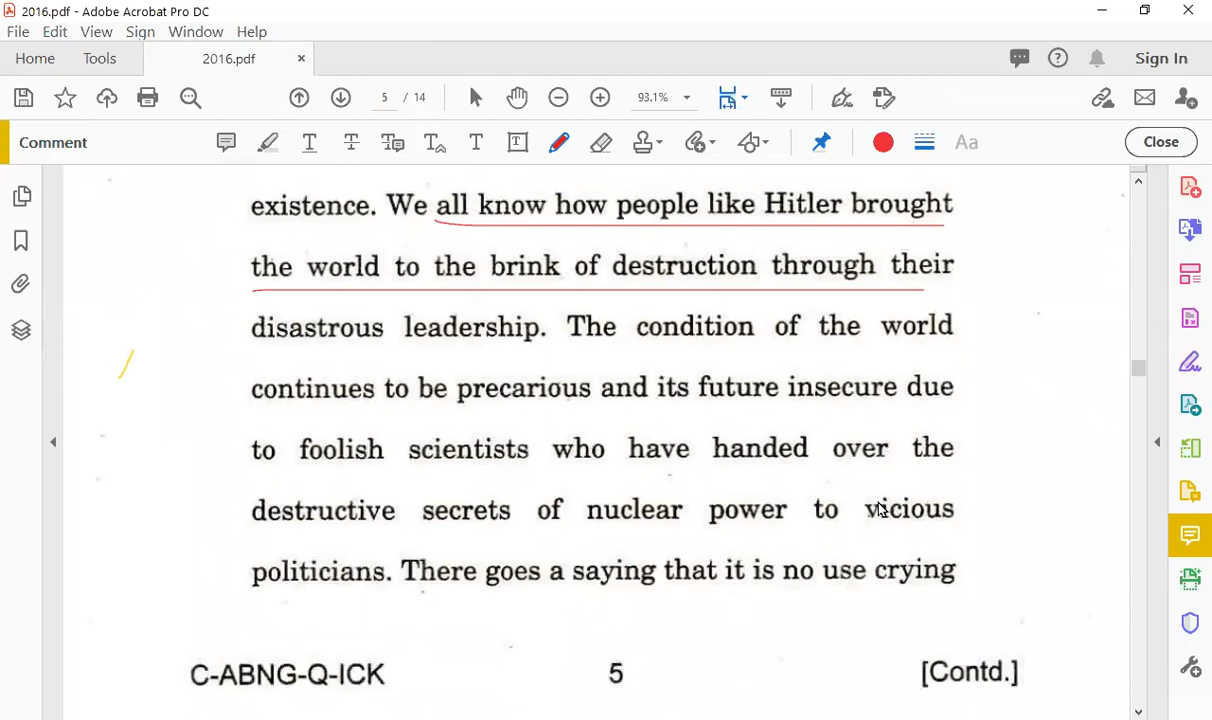 2016.pdf - Adobe Acrobat Pro DC
File Edit View Sign Window Help
Home Tools 2016.pdf × Sign In
5 / 14 93.1%
Comment Aa Close
existence. We all know how people like Hitler brought
the world to the brink of destruction through their
disastrous leadership. The condition of the world
continues to be precarious and its future insecure due
to foolish scientists who have handed over the
destructive secrets of nuclear power to vicious
politicians. There goes a saying that it is no use crying
C-ABNG-Q-ICK 5 [Contd.]